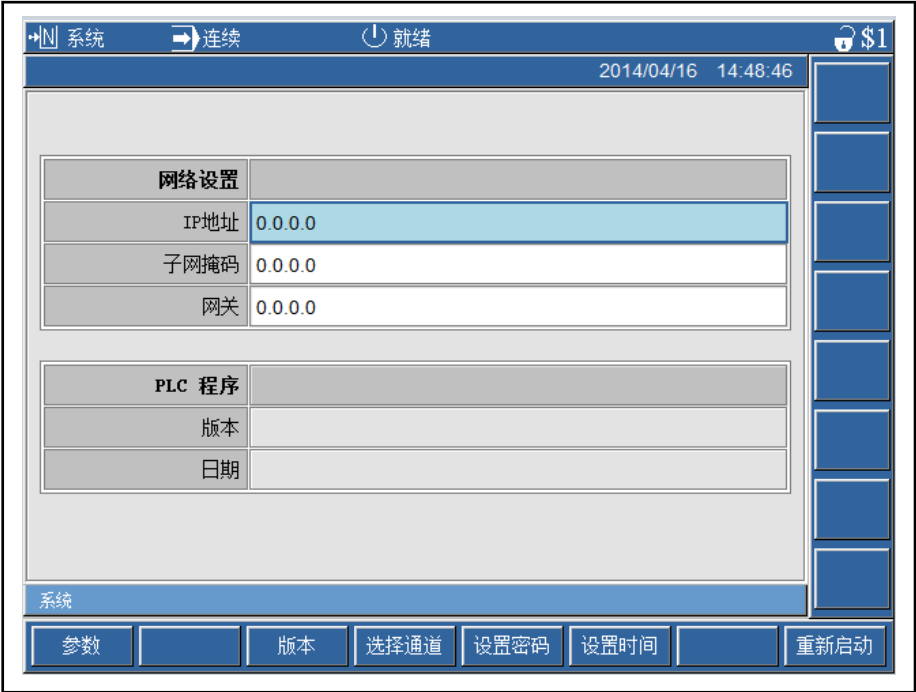 N 系统 连续 就绪 $1
2014/04/16 14:48:46
网络设置
IP地址 0.0.0.0
子网掩码 0.0.0.0
网关 0.0.0.0
PLC 程序
版本
日期
系统
参数 版本 选择通道 设置密码 设置时间 重新启动